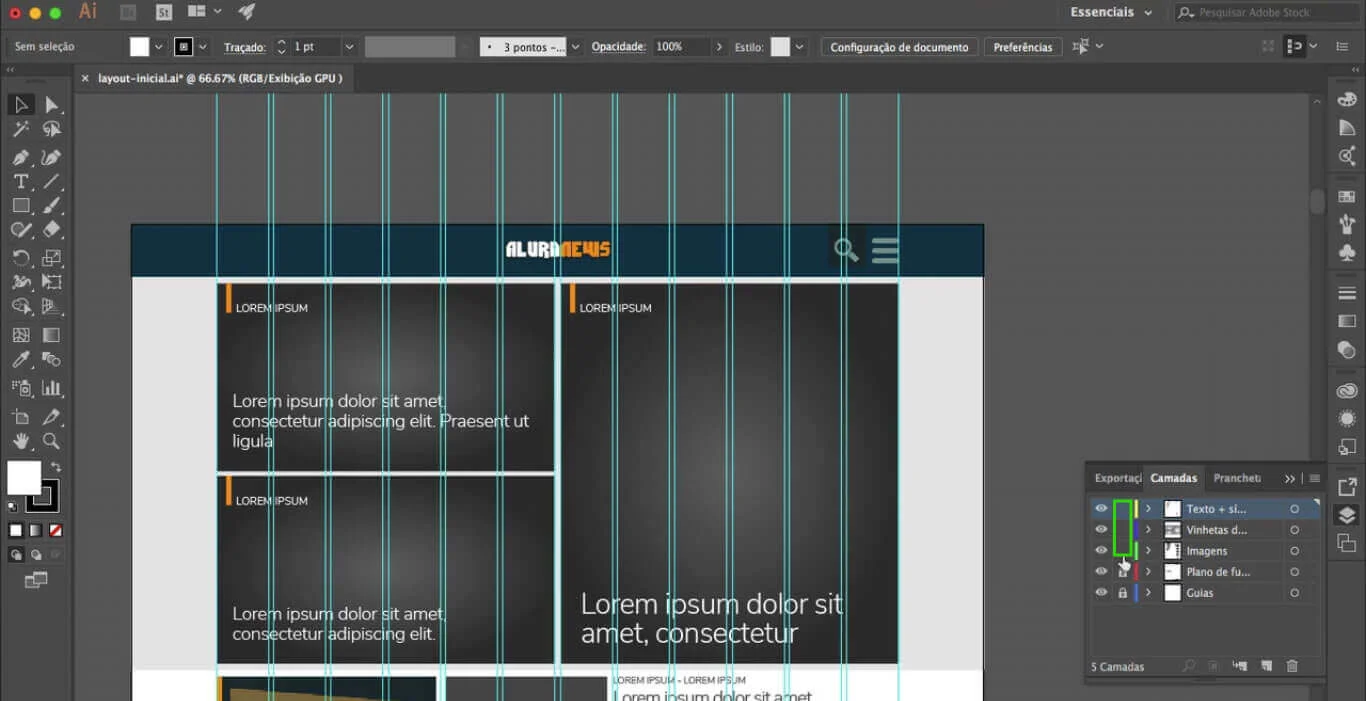 Ai
Br
St
Essenciais
Pesquisar Adobe Stock
Sem seleção
Traçado:
1 pt
3 pontos -...
Opacidade:
100%
Estilo:
Configuração de documento
Preferências
layout-inicial.ai* @ 66.67% (RGB/Exibição GPU )
ALURANEWS
LOREM IPSUM
LOREM IPSUM
Lorem ipsum dolor sit amet,
consectetur adipiscing elit. Praesent ut
ligula
LOREM IPSUM
Lorem ipsum dolor sit amet,
consectetur adipiscing elit.
Lorem ipsum dolor sit
amet, consectetur
LOREM IPSUM - LOREM IPSUM
Lorem ipsum dolor sit amet
Exportaç
Camadas
Pranchet
Texto + si...
Vinhetas d...
Imagens
Plano de fu...
Guias
5 Camadas